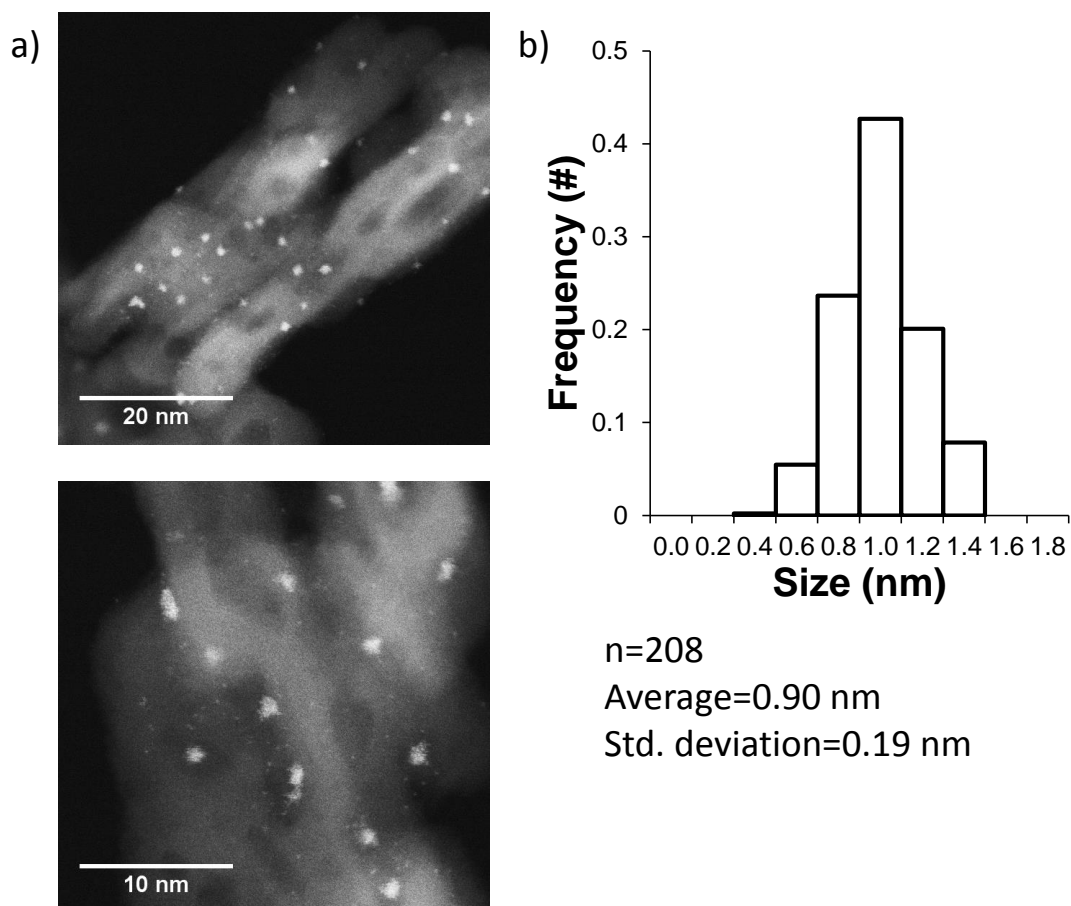 a)
20 nm
10 nm
b)
Frequency (#)
0.5
0.4
0.3
0.2
0.1
0
0.0 0.2 0.4 0.6 0.8 1.0 1.2 1.4 1.6 1.8
Size (nm)
n=208
Average=0.90 nm
Std. deviation=0.19 nm